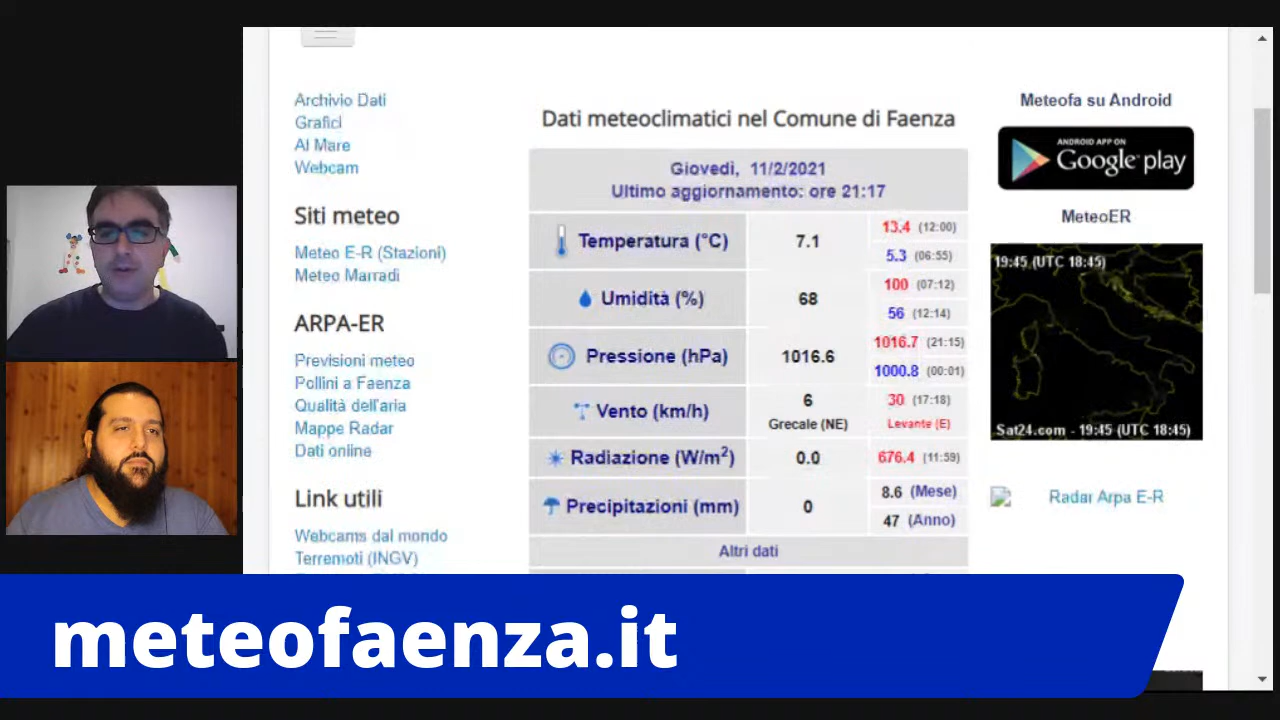 Archivio Dati
Grafici
Al Mare
Webcam
Siti meteo
Meteo E-R (Stazioni)
Meteo Marradi
ARPA-ER
Previsioni meteo
Pollini a Faenza
Qualità dell'aria
Mappe Radar
Dati online
Link utili
Webcams dal mondo
Terremoti (INGV)
Dati meteoclimatici nel Comune di Faenza
Giovedì, 11/2/2021
Ultimo aggiornamento: ore 21:17
Temperatura (°C) 7.1 13.4 (12:00)
5.3 (06:55)
Umidità (%) 68 100 (07:12)
56 (12:14)
Pressione (hPa) 1016.6 1016.7 (21:15)
1000.8 (00:01)
Vento (km/h) 6 30 (17:18)
Grecale (NE) Levante (E)
Radiazione (W/m²) 0.0 676.4 (11:59)
Precipitazioni (mm) 0 8.6 (Mese)
47 (Anno)
Altri dati
Meteofa su Android
ANDROID APP ON
Google play
MeteoER
19:45 (UTC 18:45)
Sat24.com - 19:45 (UTC 18:45)
Radar Arpa E-R
meteofaenza.it